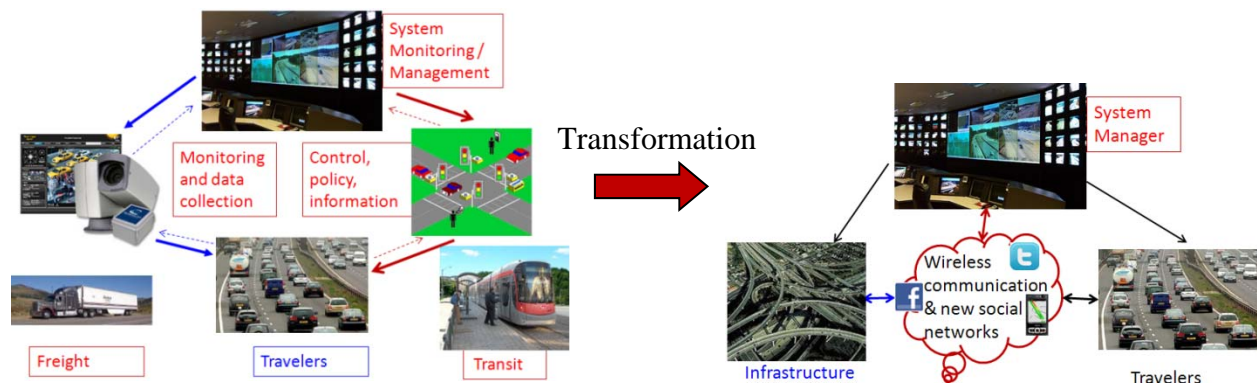 System
Monitoring /
Management
Monitoring
and data
collection
Control,
policy,
information
Freight
Travelers
Transit
Transformation
System
Manager
Wireless
communication
& new social
networks
Infrastructure
Travelers